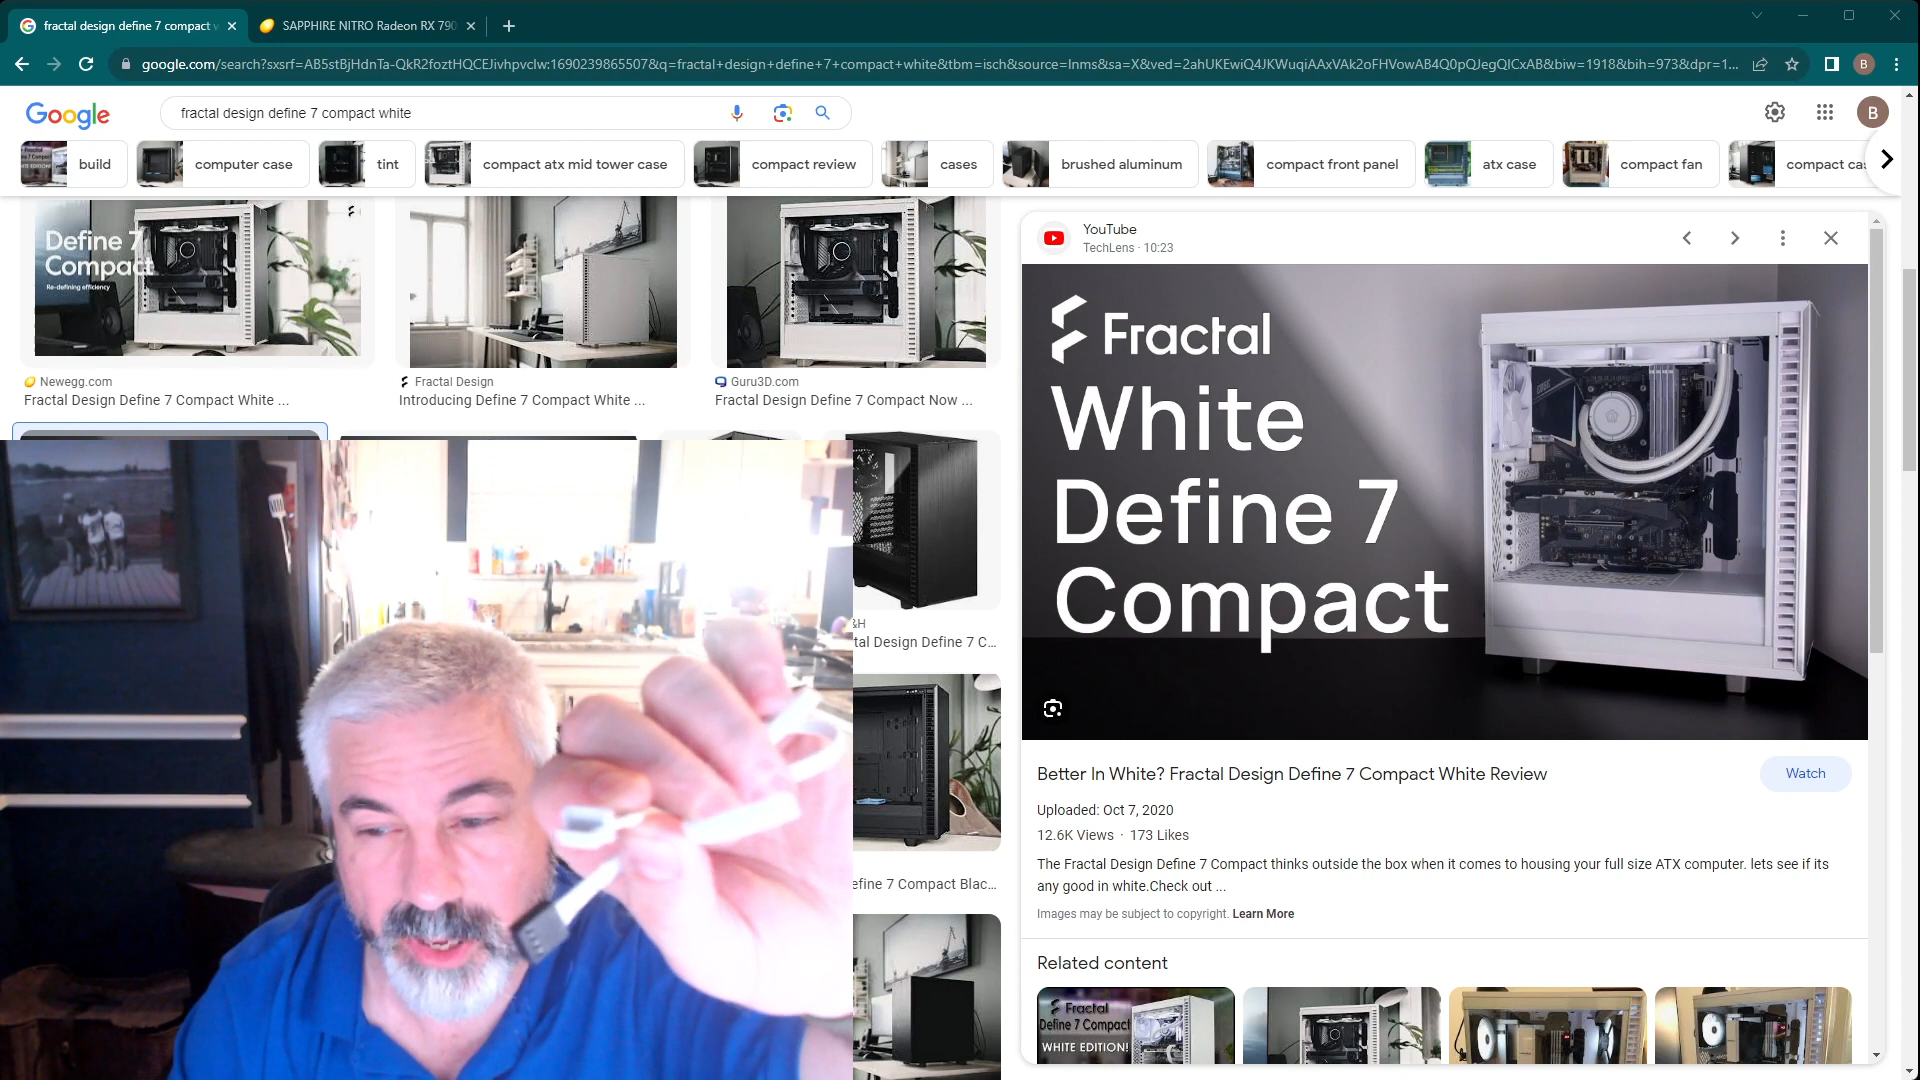 fractal design define 7 compact w
SAPPHIRE NITRO Radeon RX 790
google.com/search?sxsrf=AB5stBjHdnTa-QkR2foztHQCEJivhpvclw:1690239865507&q=fractal+design+define+7+compact+white&tbm=isch&source=lnms&sa=X&ved=2ahUKEwiQ4JKWuqiAAxVAk2oFHVowAB4Q0pQJegQICxAB&biw=1918&bih=973&dpr=1...
B
Google
fractal design define 7 compact white
B
build
computer case
tint
compact atx mid tower case
compact review
cases
brushed aluminum
compact front panel
atx case
compact fan
compact cas
Define 7
Compact
Re-defining efficiency
Newegg.com
Fractal Design Define 7 Compact White ...
Fractal Design
Introducing Define 7 Compact White ...
Guru3D.com
Fractal Design Define 7 Compact Now ...
&H
tal Design Define 7 C...
efine 7 Compact Blac...
YouTube
TechLens · 10:23
Fractal
White
Define 7
Compact
Better In White? Fractal Design Define 7 Compact White Review
Watch
Uploaded: Oct 7, 2020
12.6K Views · 173 Likes
The Fractal Design Define 7 Compact thinks outside the box when it comes to housing your full size ATX computer. lets see if its
any good in white.Check out ...
Images may be subject to copyright. Learn More
Related content
Fractal
Define 7 Compact
WHITE EDITION!